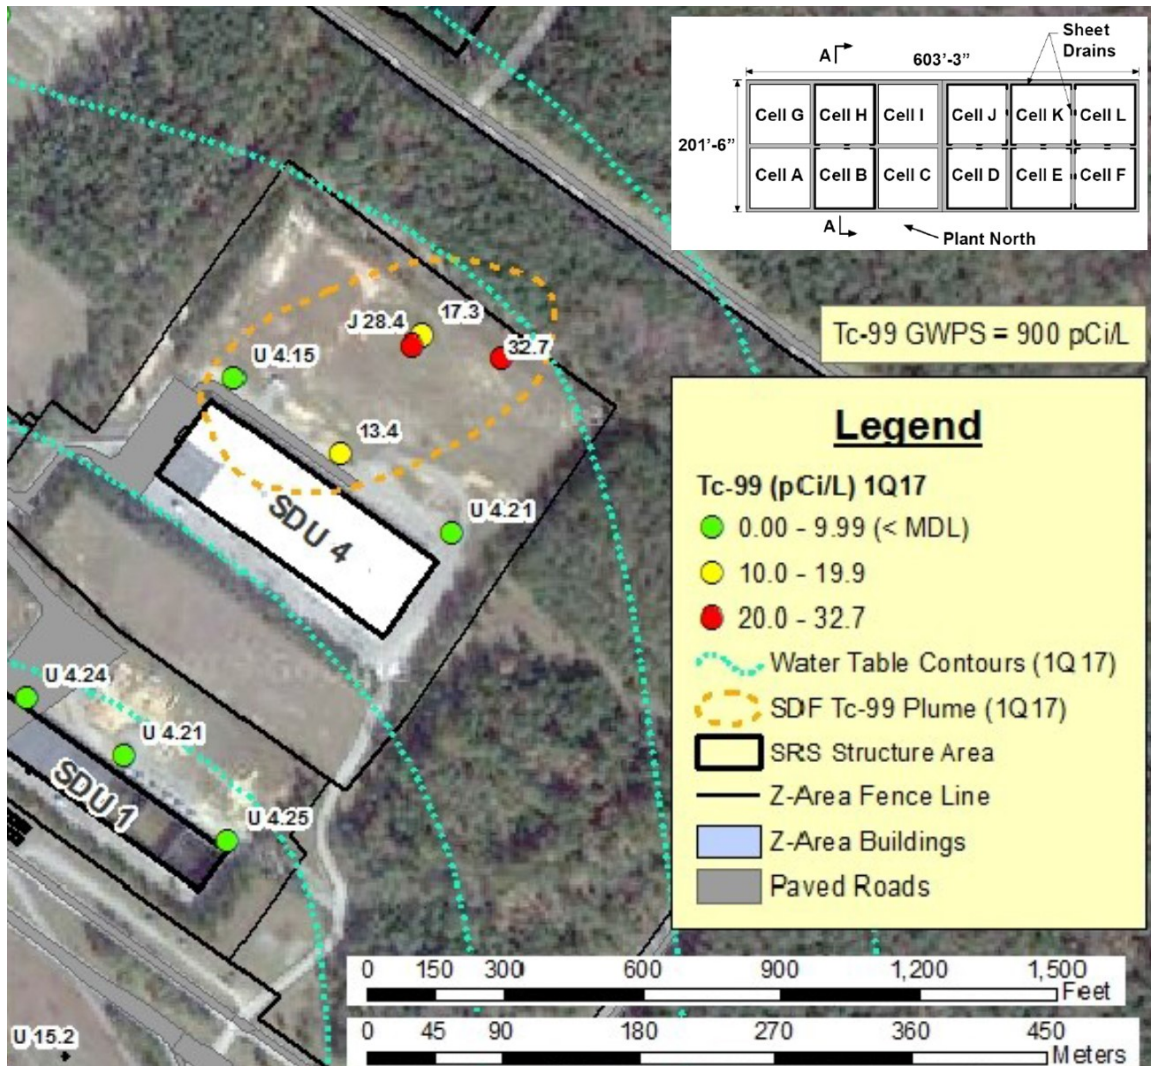 A
603'-3"
Sheet
Drains
Cell G
Cell H
Cell I
Cell J
Cell K
Cell L
201'-6"
Cell A
Cell B
Cell C
Cell D
Cell E
Cell F
A
Plant North
17.3
J 28.4
32.7
U 4.15
13.4
U 4.21
SDU 4
Tc-99 GWPS = 900 pCi/L
Legend
Tc-99 (pCi/L) 1Q17
0.00 - 9.99 (< MDL)
10.0 - 19.9
20.0 - 32.7
Water Table Contours (1Q17)
SDF Tc-99 Plume (1Q17)
SRS Structure Area
Z-Area Fence Line
Z-Area Buildings
Paved Roads
U 4.24
U 4.21
SDU 1
U 4.25
U 15.2
0 150 300 600 900 1,200 1,500
Feet
0 45 90 180 270 360 450
Meters